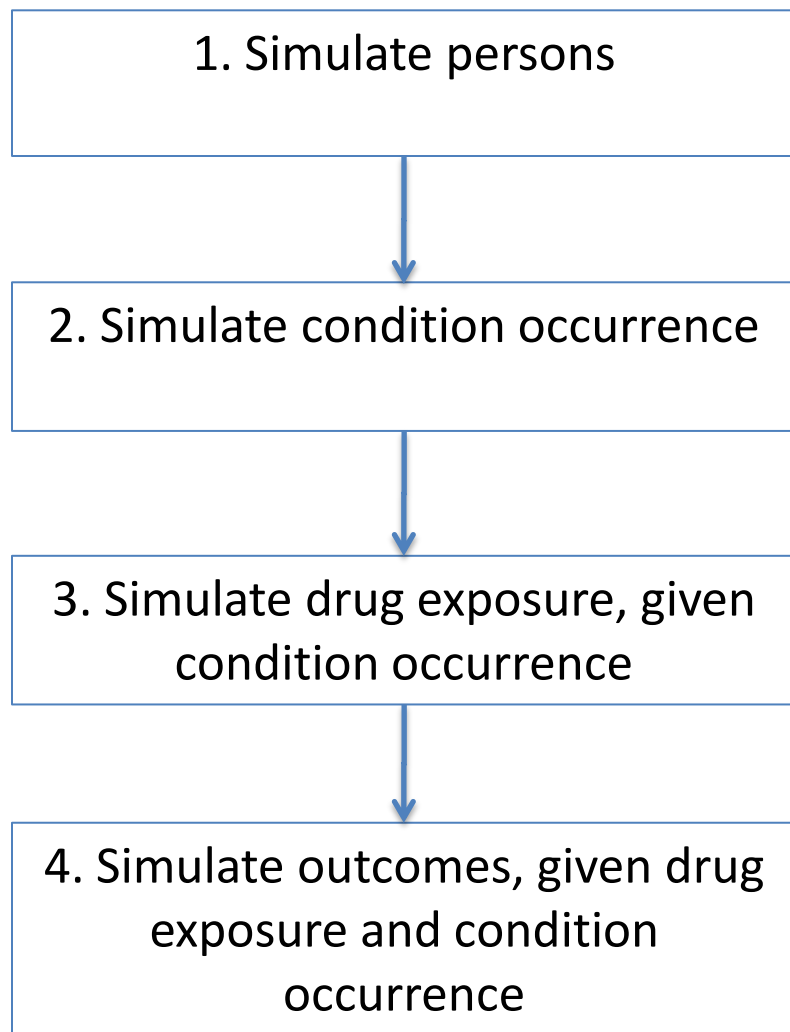 1. Simulate persons
2. Simulate condition occurrence
3. Simulate drug exposure, given
condition occurrence
4. Simulate outcomes, given drug
exposure and condition
occurrence